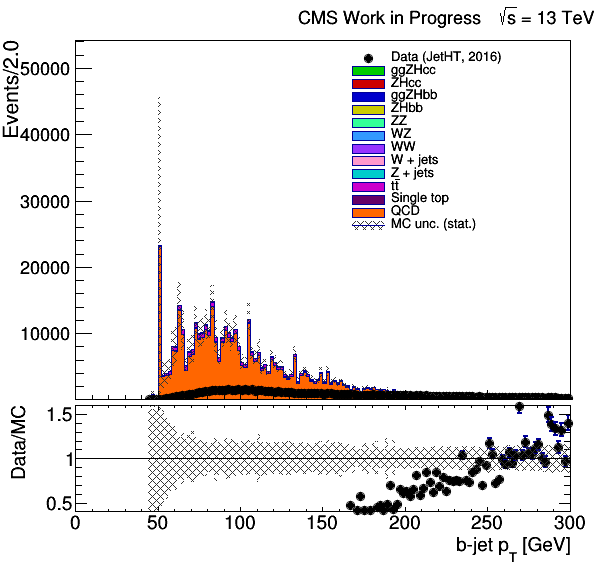 CMS Work in Progress √s = 13 TeV
Events/2.0
50000
40000
30000
20000
10000
Data (JetHT, 2016)
ggZHcc
ZHcc
ggZHbb
ZHbb
ZZ
WZ
WW
W + jets
Z + jets
tt̄
Single top
QCD
MC unc. (stat.)
Data/MC
1.5
1
0.5
0 50 100 150 200 250 300
b-jet p_T [GeV]